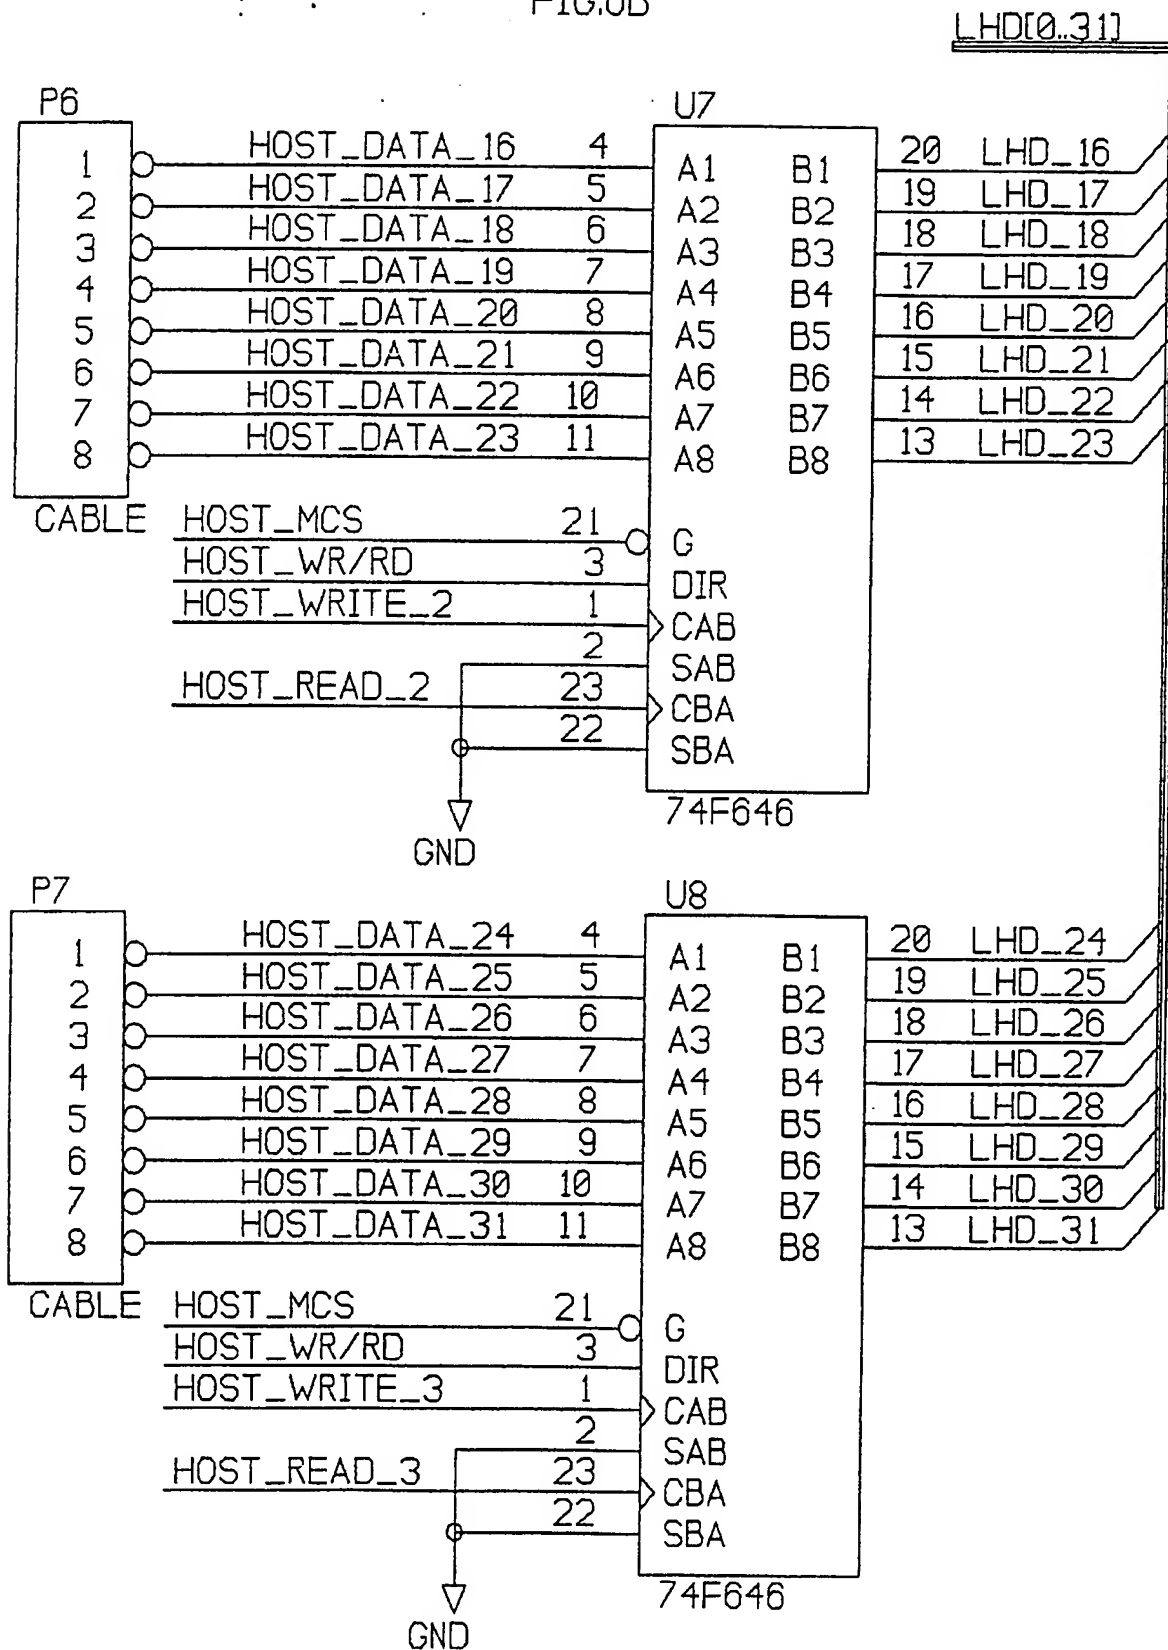 LHD[0..31]
P6
U7
1 HOST_DATA_16 4 A1 B1 20 LHD_16
2 HOST_DATA_17 5 A2 B2 19 LHD_17
3 HOST_DATA_18 6 A3 B3 18 LHD_18
4 HOST_DATA_19 7 A4 B4 17 LHD_19
5 HOST_DATA_20 8 A5 B5 16 LHD_20
6 HOST_DATA_21 9 A6 B6 15 LHD_21
7 HOST_DATA_22 10 A7 B7 14 LHD_22
8 HOST_DATA_23 11 A8 B8 13 LHD_23
CABLE
HOST_MCS 21 G
HOST_WR/RD 3 DIR
HOST_WRITE_2 1 CAB
2 SAB
HOST_READ_2 23 CBA
22 SBA
74F646
GND
P7
U8
1 HOST_DATA_24 4 A1 B1 20 LHD_24
2 HOST_DATA_25 5 A2 B2 19 LHD_25
3 HOST_DATA_26 6 A3 B3 18 LHD_26
4 HOST_DATA_27 7 A4 B4 17 LHD_27
5 HOST_DATA_28 8 A5 B5 16 LHD_28
6 HOST_DATA_29 9 A6 B6 15 LHD_29
7 HOST_DATA_30 10 A7 B7 14 LHD_30
8 HOST_DATA_31 11 A8 B8 13 LHD_31
CABLE
HOST_MCS 21 G
HOST_WR/RD 3 DIR
HOST_WRITE_3 1 CAB
2 SAB
HOST_READ_3 23 CBA
22 SBA
74F646
GND